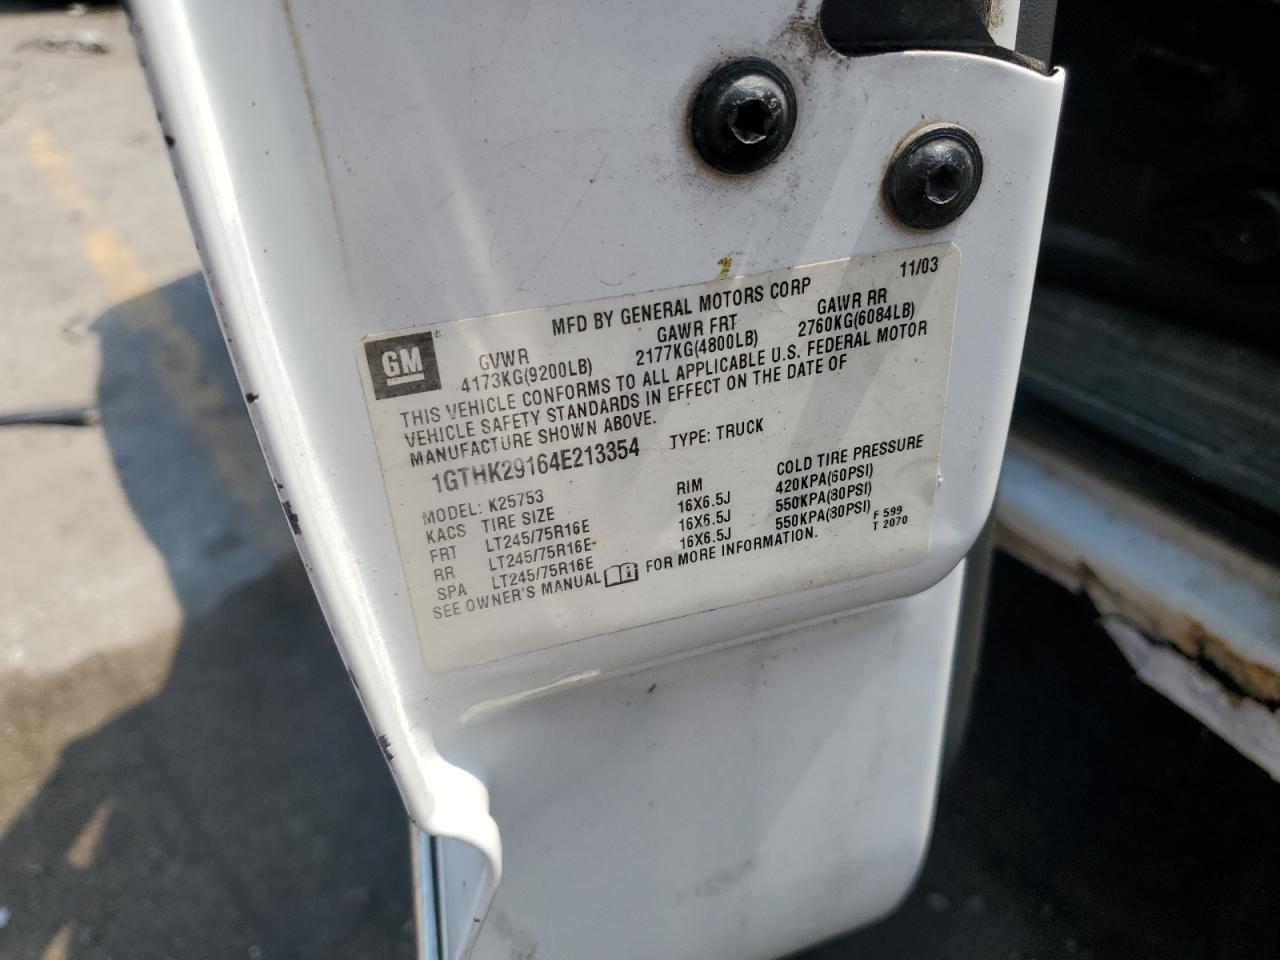 11/03
MFD BY GENERAL MOTORS CORP
GM
GVWR GAWR FRT GAWR RR
4173KG(9200LB) 2177KG(4800LB) 2760KG(6084LB)
THIS VEHICLE CONFORMS TO ALL APPLICABLE U.S. FEDERAL MOTOR
VEHICLE SAFETY STANDARDS IN EFFECT ON THE DATE OF
MANUFACTURE SHOWN ABOVE.
1GTHK29164E213354 TYPE: TRUCK
MODEL: K25753
KACS TIRE SIZE RIM COLD TIRE PRESSURE
FRT LT245/75R16E 16X6.5J 420KPA(60PSI)
RR LT245/75R16E 16X6.5J 550KPA(80PSI)
SPA LT245/75R16E 16X6.5J 550KPA(80PSI)
SEE OWNER'S MANUAL FOR MORE INFORMATION.
F 599
T 2070